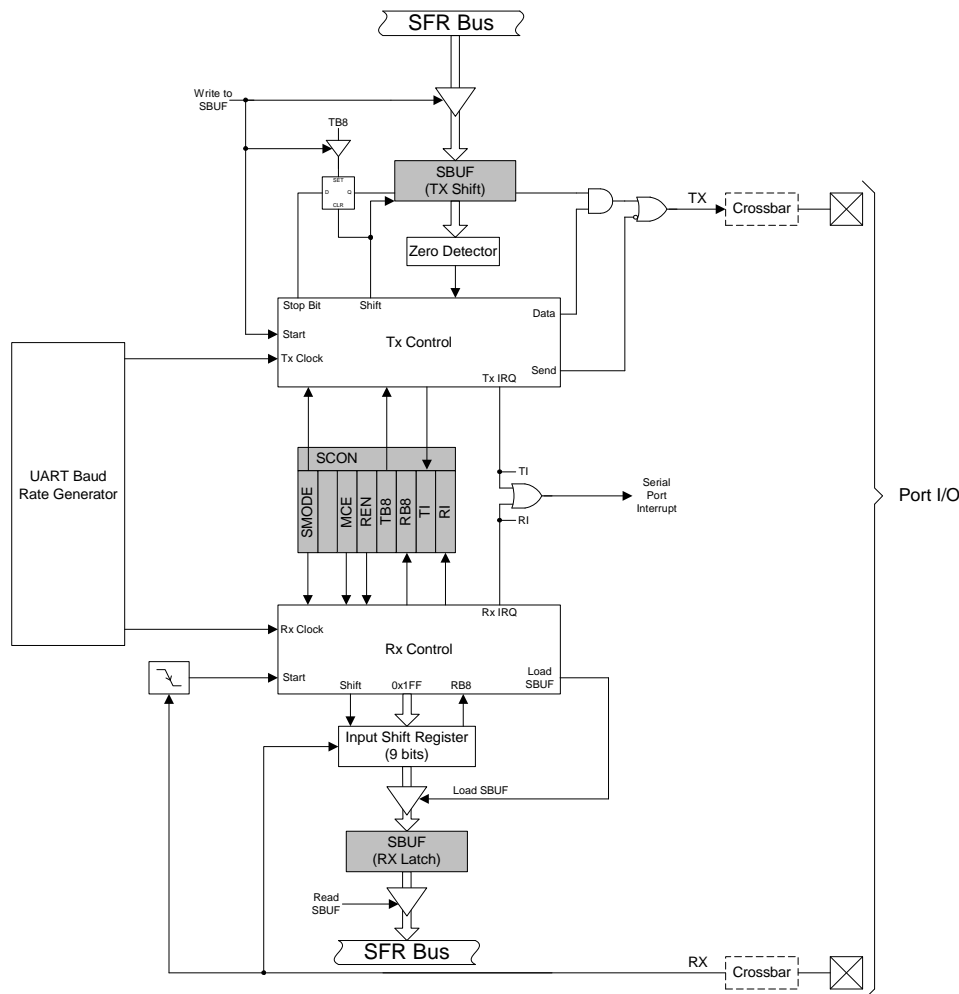 SFR Bus
Write to
SBUF
TB8
SET
D
Q
CLR
SBUF
(TX Shift)
TX
Crossbar
Zero Detector
Stop Bit
Shift
Data
Start
Tx Control
Tx Clock
Send
Tx IRQ
UART Baud
Rate Generator
SCON
SMODE
MCE
REN
TB8
RB8
TI
RI
TI
Serial
Port
Interrupt
RI
Port I/O
Rx IRQ
Rx Clock
Rx Control
Start
Load
SBUF
Shift
0x1FF
RB8
Input Shift Register
(9 bits)
Load SBUF
SBUF
(RX Latch)
Read
SBUF
SFR Bus
RX
Crossbar